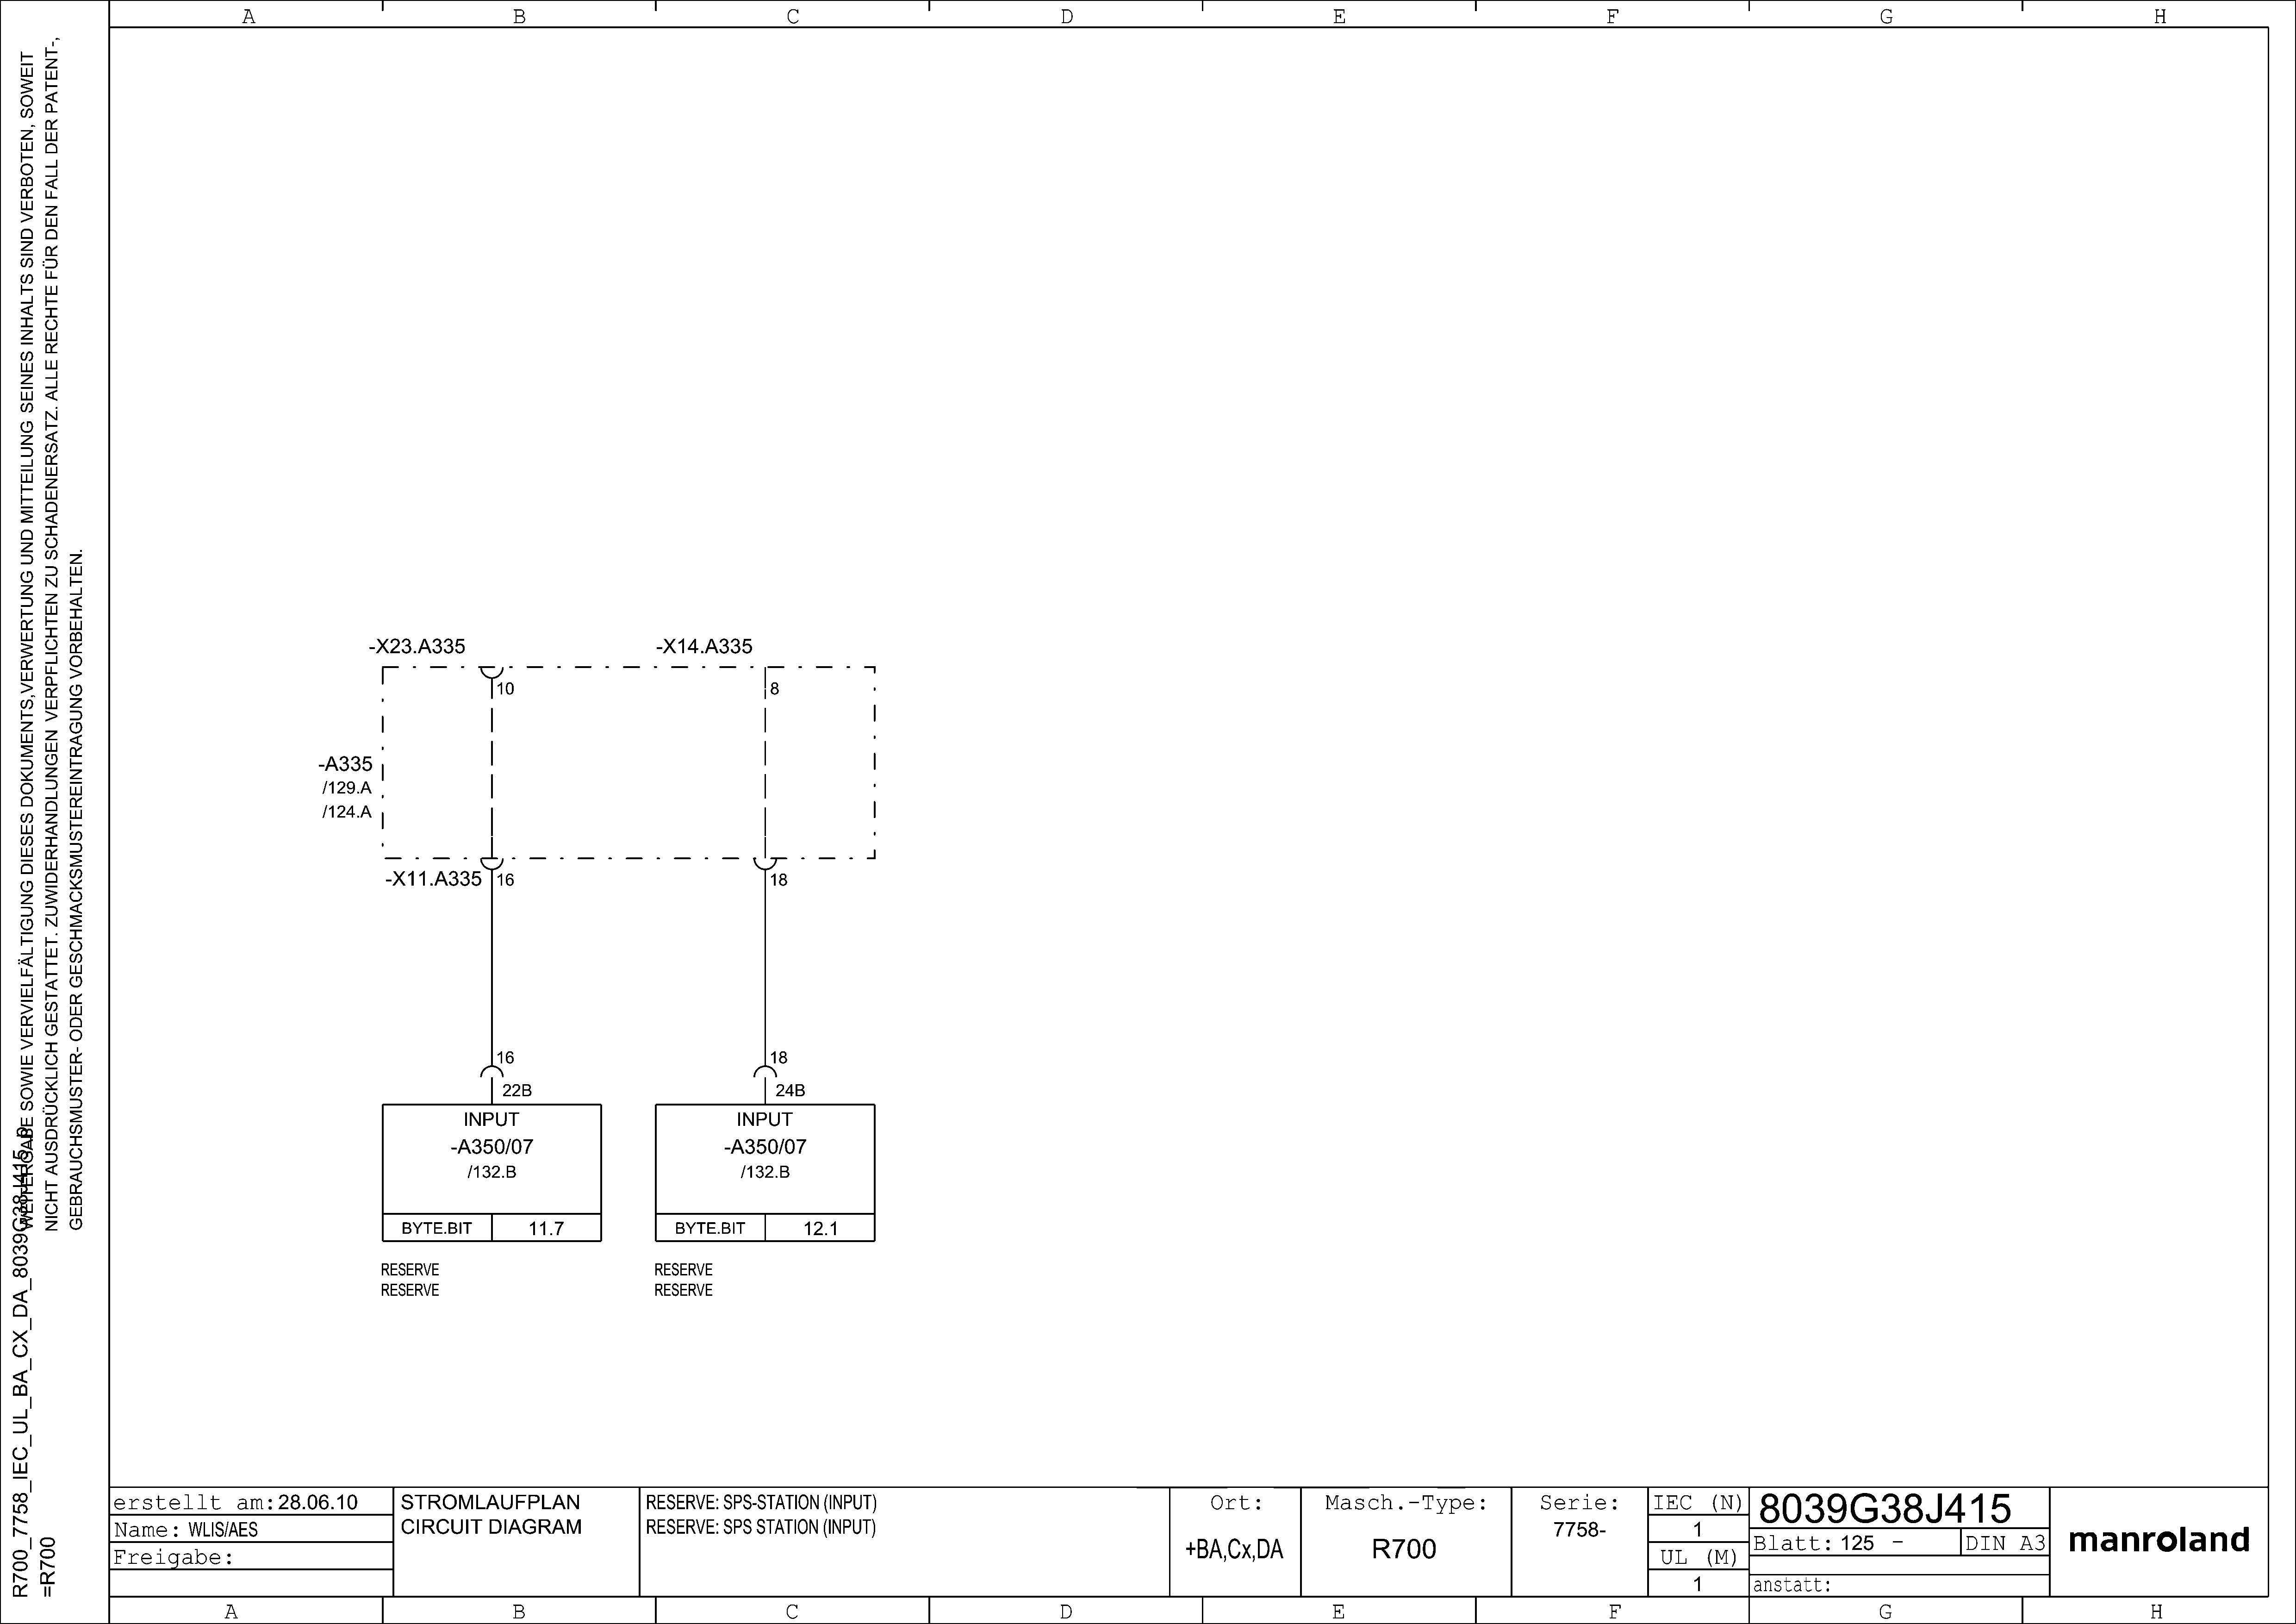 A B C D E F G H
WEITERGABE SOWIE VERVIELFÄLTIGUNG DIESES DOKUMENTS,VERWERTUNG UND MITTEILUNG SEINES INHALTS SIND VERBOTEN, SOWEIT
NICHT AUSDRÜCKLICH GESTATTET. ZUWIDERHANDLUNGEN VERPFLICHTEN ZU SCHADENERSATZ. ALLE RECHTE FÜR DEN FALL DER PATENT-,
GEBRAUCHSMUSTER- ODER GESCHMACKSMUSTEREINTRAGUNG VORBEHALTEN.
R700_7758_IEC_UL_BA_CX_DA_8039G38J415.p
=R700
-X23.A335 -X14.A335
10 8
-A335
/129.A
/124.A
-X11.A335 16 18
16 18
22B 24B
INPUT INPUT
-A350/07 -A350/07
/132.B /132.B
BYTE.BIT 11.7 BYTE.BIT 12.1
RESERVE RESERVE
RESERVE RESERVE
erstellt am: 28.06.10
Name: WLIS/AES
Freigabe:
STROMLAUFPLAN
CIRCUIT DIAGRAM
RESERVE: SPS-STATION (INPUT)
RESERVE: SPS STATION (INPUT)
Ort:
+BA,Cx,DA
Masch.-Type:
R700
Serie:
7758-
IEC (N)
1
UL (M)
1
8039G38J415
Blatt: 125 - DIN A3
anstatt:
manroland
A B C D E F G H